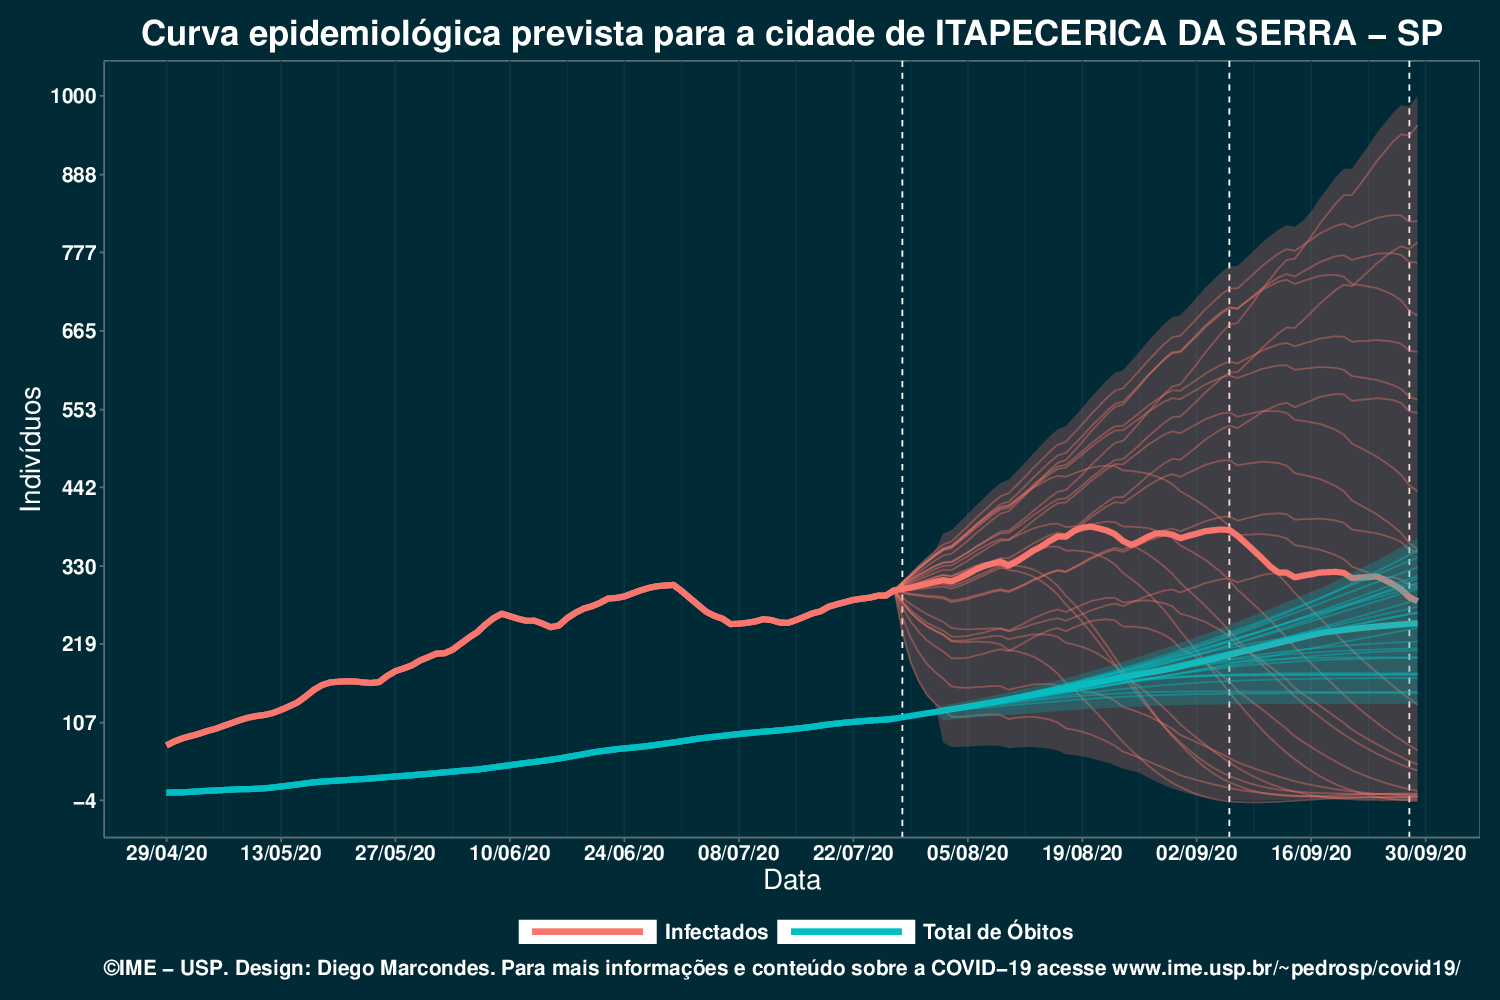 Curva epidemiológica prevista para a cidade de ITAPECERICA DA SERRA – SP
1000
888
777
665
553
442
330
219
107
–4
Indivíduos
29/04/20 13/05/20 27/05/20 10/06/20 24/06/20 08/07/20 22/07/20 05/08/20 19/08/20 02/09/20 16/09/20 30/09/20
Data
Infectados Total de Óbitos
©IME – USP. Design: Diego Marcondes. Para mais informações e conteúdo sobre a COVID–19 acesse www.ime.usp.br/~pedrosp/covid19/